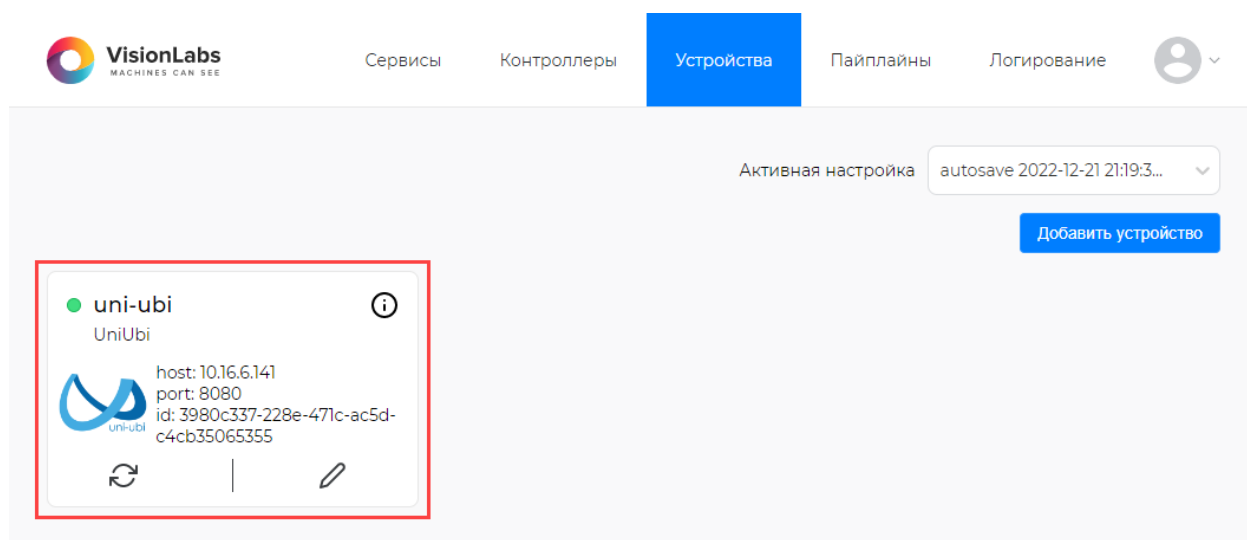 VisionLabs
MACHINES CAN SEE
Сервисы
Контроллеры
Устройства
Пайплайны
Логирование
Активная настройка
autosave 2022-12-21 21:19:3...
Добавить устройство
uni-ubi
UniUbi
host: 10.16.6.141
port: 8080
id: 3980c337-228e-471c-ac5d-
c4cb35065355
uni-ubi